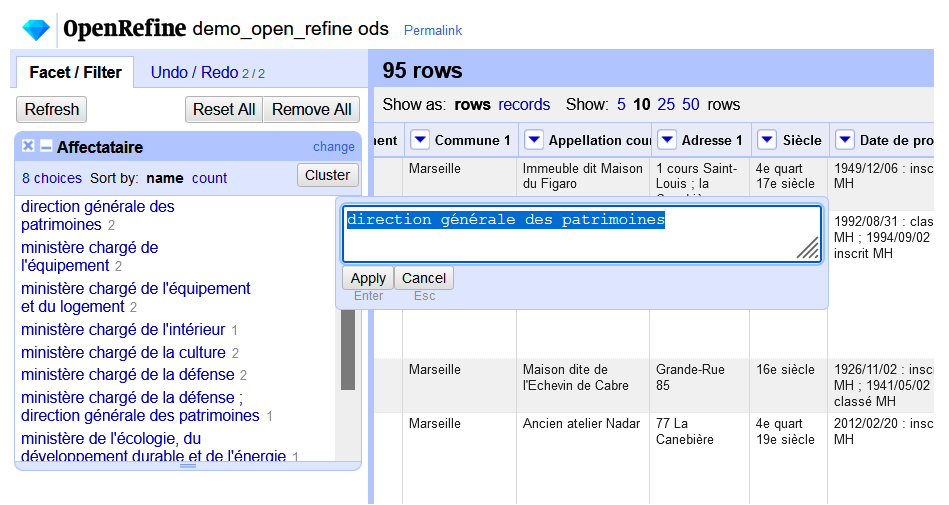 OpenRefine demo_open_refine ods Permalink
Facet / Filter Undo / Redo 2 / 2
95 rows
Refresh Reset All Remove All
Show as: rows records Show: 5 10 25 50 rows
Affectataire change
8 choices Sort by: name count Cluster
direction générale des
patrimoines 2
ministère chargé de
l'équipement 2
ministère chargé de l'équipement
et du logement 2
ministère chargé de l'intérieur 1
ministère chargé de la culture 2
ministère chargé de la défense 2
ministère chargé de la défense ;
direction générale des patrimoines 1
ministère de l'écologie, du
développement durable et de l'énergie 1
direction générale des patrimoines
Apply Cancel
Enter Esc
Commune 1 Appellation Adresse 1 Siècle Date de
Marseille Immeuble dit Maison 1 cours Saint- 4e quart 1949/12/06 :
du Figaro Louis ; la 17e siècle MH
1992/08/31 :
MH ; 1994/09/02
inscrit MH
Marseille Maison dite de Grande-Rue 16e siècle 1926/11/02 :
l'Echevin de Cabre 85 MH ; 1941/05/02
classé MH
Marseille Ancien atelier Nadar 77 La 4e quart 2012/02/20 :
Canebière 19e siècle MH